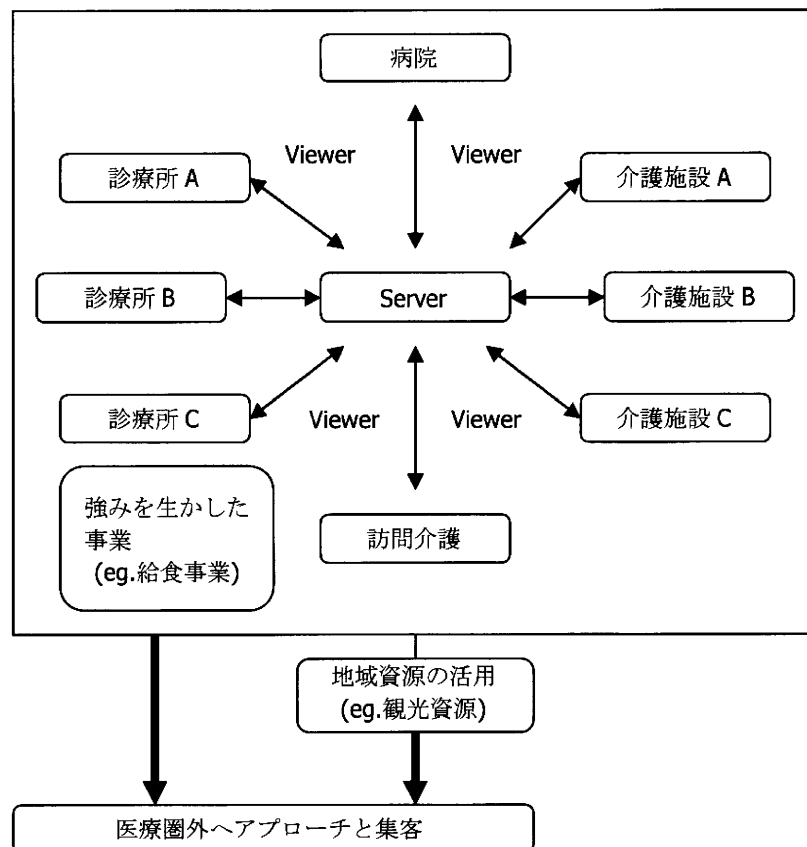 病院
Viewer
Viewer
診療所 A
介護施設 A
診療所 B
Server
介護施設 B
診療所 C
Viewer
Viewer
介護施設 C
強みを生かした
事業
(eg.給食事業)
訪問介護
地域資源の活用
(eg.観光資源)
医療圏外へアプローチと集客